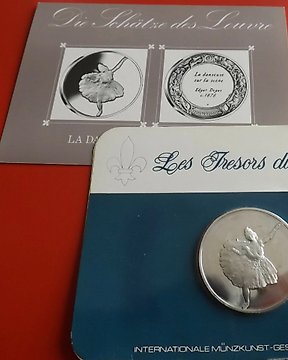 Die Schätze des Louvre
La danseuse
sur la scène
Edgar Degas
c.1878
LA DA
Les Tresors du
INTERNATIONALE MÜNZKUNST-GES